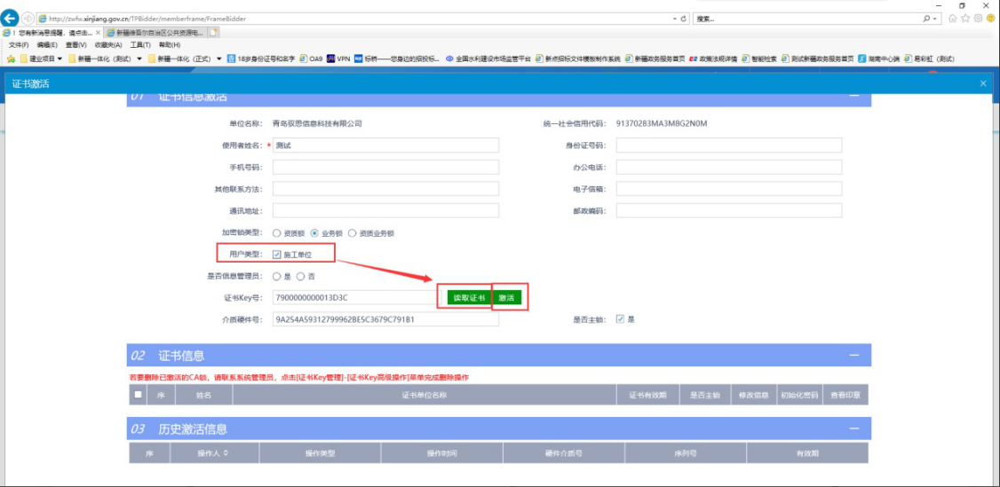 http://zwfw.xinjiang.gov.cn/TPBidder/memberframe/FrameBidder
搜索...
! 您有新消息提醒，请点击... ×
新疆维吾尔自治区公共资源电...
文件(F) 编辑(E) 查看(V) 收藏夹(A) 工具(T) 帮助(H)
建业项目 新疆一体化（测试） 新疆一体化（正式） 18岁身份证号和名字 OA9 VPN 标桥——您身边的招投标... 全国水利建设市场监管平台 新点招标文件模板制作系统 新疆政务服务首页 政策法规详情 智能检索 测试新疆政务服务首页 湖南中心端 易彩虹（测试）
证书激活 ×
01 证书信息激活
单位名称： 青岛驭思信息科技有限公司 统一社会信用代码： 91370283MA3M8G2N0M
使用者姓名： * 测试 身份证号码：
手机号码： 办公电话：
其他联系方法： 电子信箱：
通讯地址： 邮政编码：
加密锁类型： 资质锁 业务锁 资质业务锁
用户类型： 施工单位
是否信息管理员： 是 否
证书Key号： 7900000000013D3C 读取证书 激活
介质硬件号： 9A254A59312799962BE5C3679C791B1 是否主锁： 是
02 证书信息
若要删除已激活的CA锁，请联系系统管理员，点击[证书Key管理]-[证书Key高级操作]菜单完成删除操作
序 姓名 证书单位名称 证书有效期 是否主锁 修改信息 初始化密码 查看印章
03 历史激活信息
序 操作人 操作类型 操作时间 硬件介质号 序列号 有效期